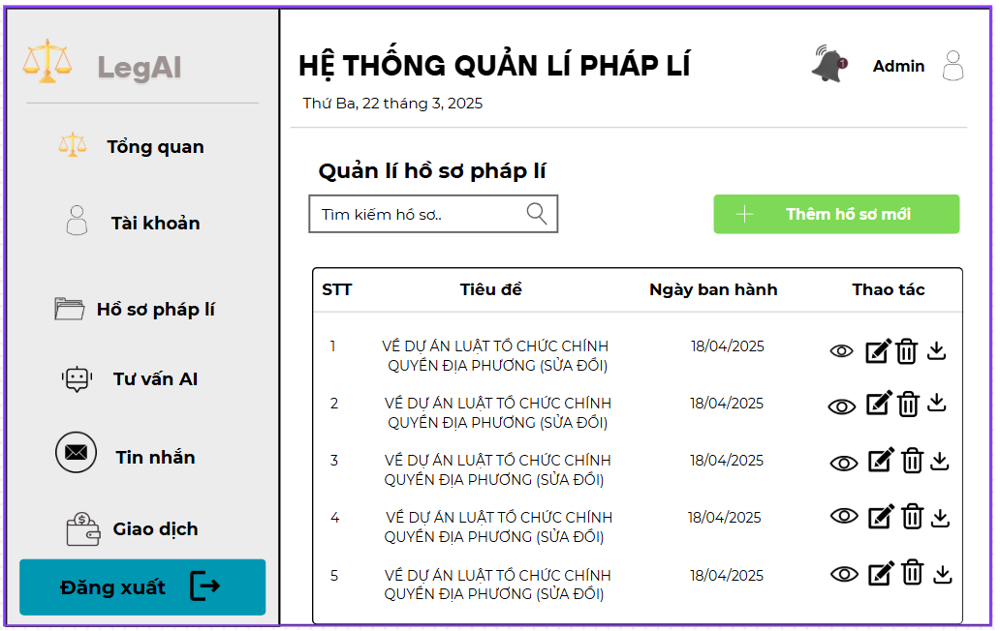 LegAI
Tổng quan
Tài khoản
Hồ sơ pháp lí
Tư vấn AI
Tin nhắn
Giao dịch
Đăng xuất
HỆ THỐNG QUẢN LÍ PHÁP LÍ
Thứ Ba, 22 tháng 3, 2025
1
Admin
Quản lí hồ sơ pháp lí
Tìm kiếm hồ sơ..
Thêm hồ sơ mới
STT Tiêu đề Ngày ban hành Thao tác
1 VỀ DỰ ÁN LUẬT TỔ CHỨC CHÍNH 18/04/2025
QUYỀN ĐỊA PHƯƠNG (SỬA ĐỔI)
2 VỀ DỰ ÁN LUẬT TỔ CHỨC CHÍNH 18/04/2025
QUYỀN ĐỊA PHƯƠNG (SỬA ĐỔI)
3 VỀ DỰ ÁN LUẬT TỔ CHỨC CHÍNH 18/04/2025
QUYỀN ĐỊA PHƯƠNG (SỬA ĐỔI)
4 VỀ DỰ ÁN LUẬT TỔ CHỨC CHÍNH 18/04/2025
QUYỀN ĐỊA PHƯƠNG (SỬA ĐỔI)
5 VỀ DỰ ÁN LUẬT TỔ CHỨC CHÍNH 18/04/2025
QUYỀN ĐỊA PHƯƠNG (SỬA ĐỔI)